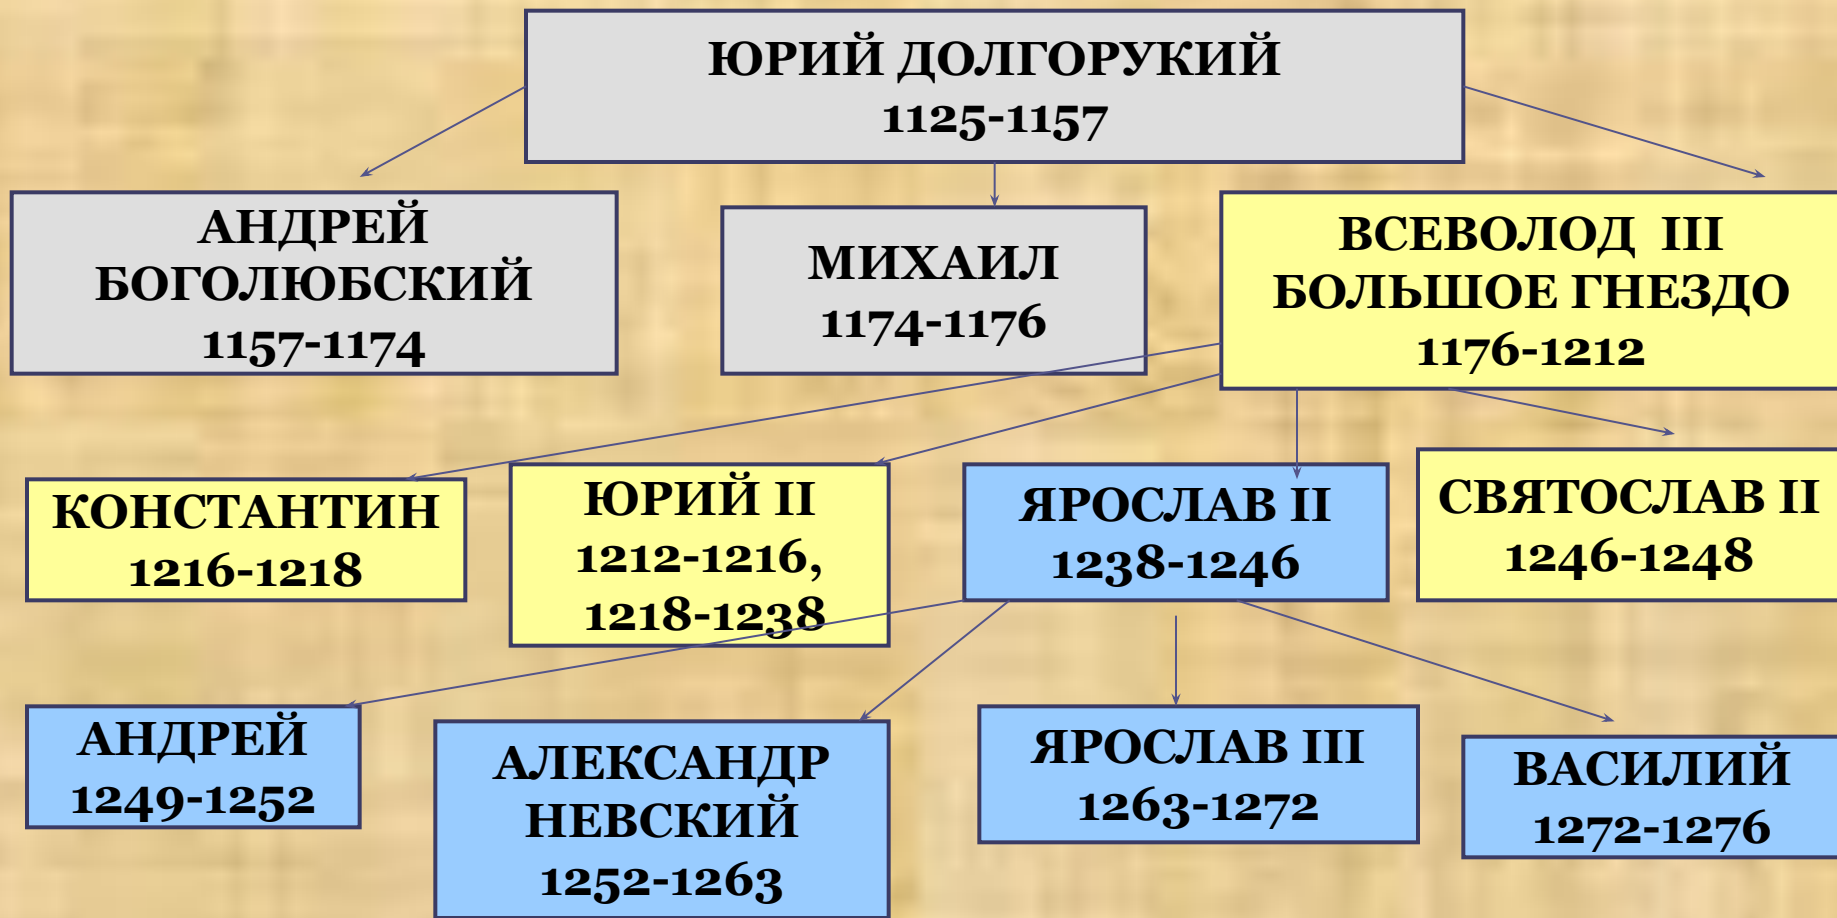 ЮРИЙ ДОЛГОРУКИЙ
1125-1157
АНДРЕЙ
БОГОЛЮБСКИЙ
1157-1174
МИХАИЛ
1174-1176
ВСЕВОЛОД III
БОЛЬШОЕ ГНЕЗДО
1176-1212
КОНСТАНТИН
1216-1218
ЮРИЙ II
1212-1216,
1218-1238
ЯРОСЛАВ II
1238-1246
СВЯТОСЛАВ II
1246-1248
АНДРЕЙ
1249-1252
АЛЕКСАНДР
НЕВСКИЙ
1252-1263
ЯРОСЛАВ III
1263-1272
ВАСИЛИЙ
1272-1276